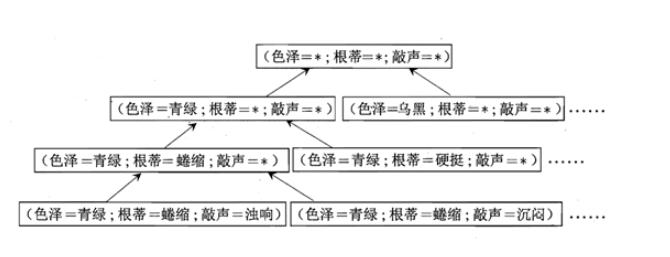 (色泽=*;根蒂=*;敲声=*)
(色泽=青绿;根蒂=*;敲声=*) (色泽=乌黑;根蒂=*;敲声=*) ······
(色泽=青绿;根蒂=蜷缩;敲声=*) (色泽=青绿;根蒂=硬挺;敲声=*) ······
(色泽=青绿;根蒂=蜷缩;敲声=浊响) (色泽=青绿;根蒂=蜷缩;敲声=沉闷) ······